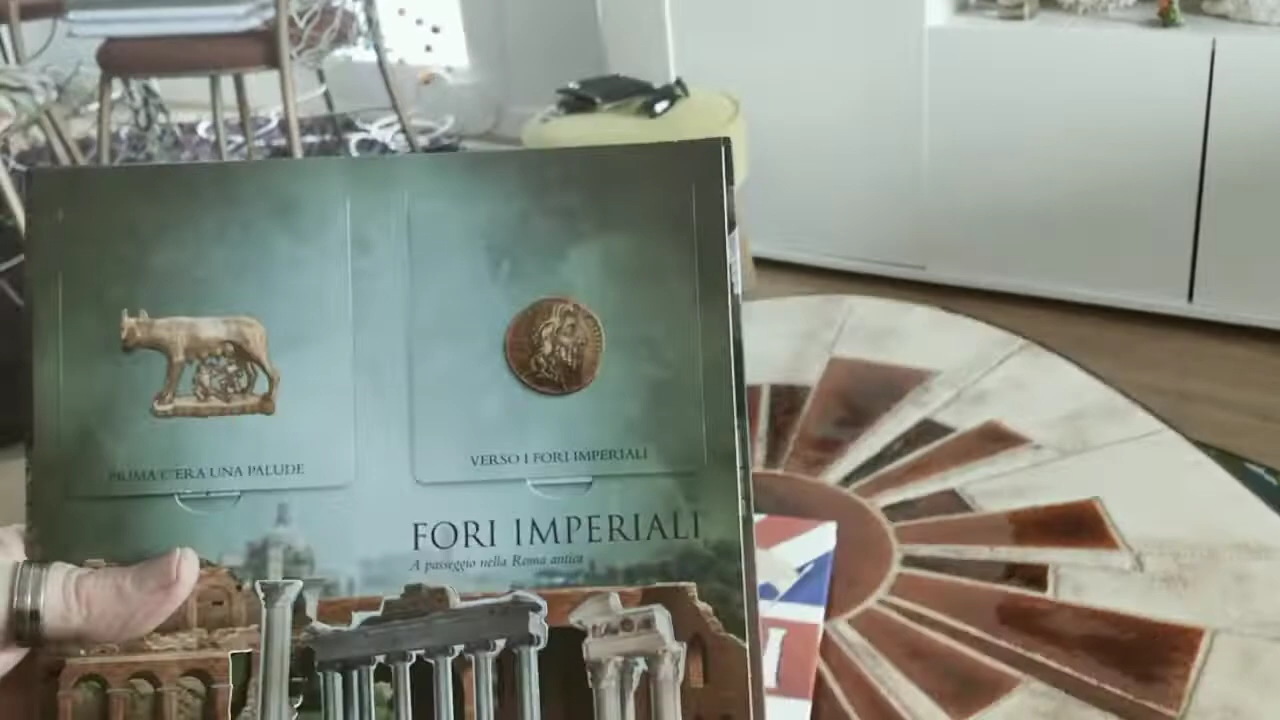 PRIMA C'ERA UNA PALUDE
VERSO I FORI IMPERIALI
FORI IMPERIALI
A passeggio nella Roma antica